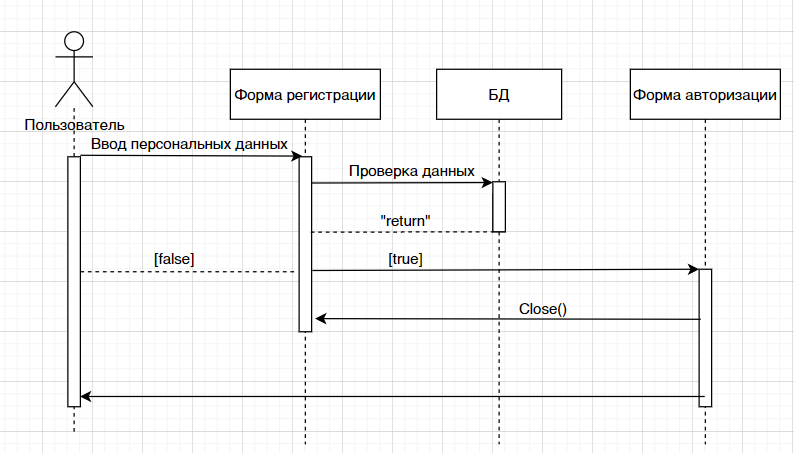 Форма регистрации
БД
Форма авторизации
Пользователь
Ввод персональных данных
Проверка данных
"return"
[false]
[true]
Close()